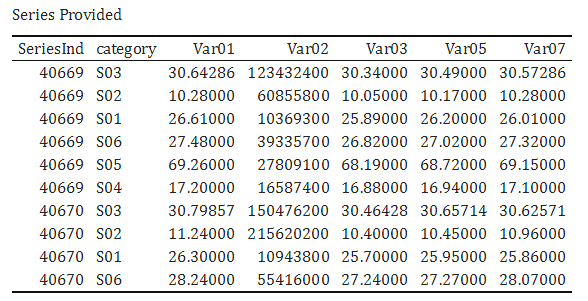 Series Provided
SeriesInd category Var01 Var02 Var03 Var05 Var07
40669 S03 30.64286 123432400 30.34000 30.49000 30.57286
40669 S02 10.28000 60855800 10.05000 10.17000 10.28000
40669 S01 26.61000 10369300 25.89000 26.20000 26.01000
40669 S06 27.48000 39335700 26.82000 27.02000 27.32000
40669 S05 69.26000 27809100 68.19000 68.72000 69.15000
40669 S04 17.20000 16587400 16.88000 16.94000 17.10000
40670 S03 30.79857 150476200 30.46428 30.65714 30.62571
40670 S02 11.24000 215620200 10.40000 10.45000 10.96000
40670 S01 26.30000 10943800 25.70000 25.95000 25.86000
40670 S06 28.24000 55416000 27.24000 27.27000 28.07000